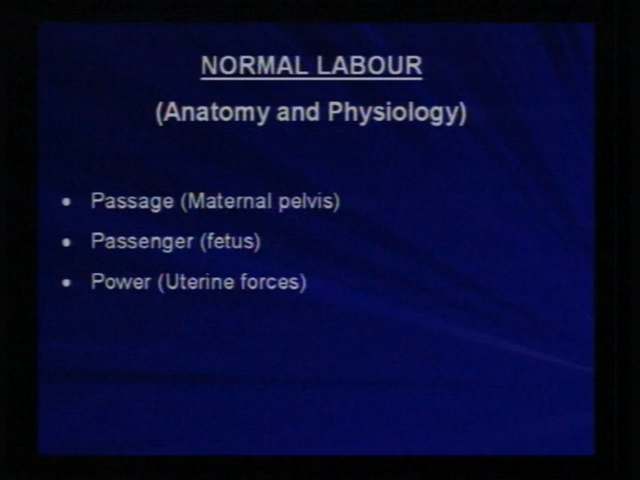 NORMAL LABOUR
(Anatomy and Physiology)
• Passage (Maternal pelvis)
• Passenger (fetus)
• Power (Uterine forces)